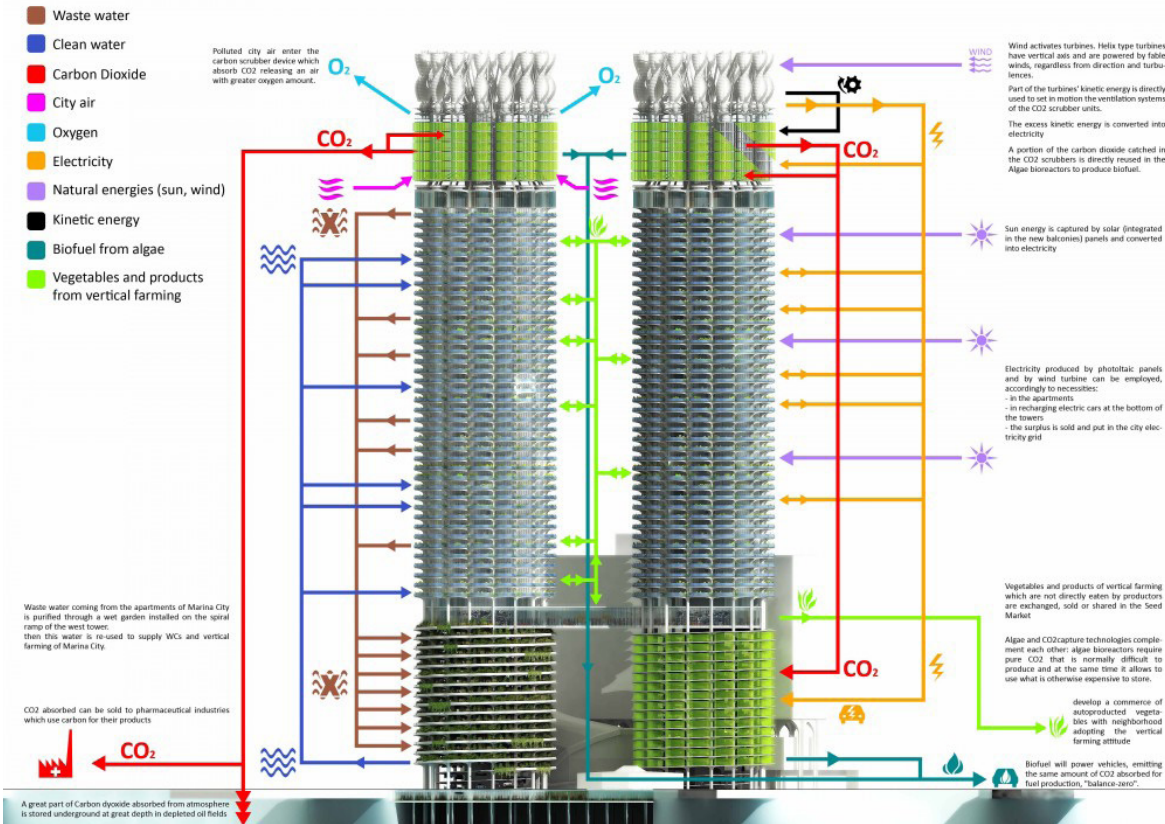 Waste water
Clean water
Carbon Dioxide
City air
Oxygen
Electricity
Natural energies (sun, wind)
Kinetic energy
Biofuel from algae
Vegetables and products
from vertical farming
Polluted city air enter the
carbon scrubber device which
absorb CO2 releasing an air
with greater oxygen amount.
O2
O2
CO2
CO2
WIND
Wind activates turbines. Helix type turbines
have vertical axis and are powered by fable
winds, regardless from direction and turbu-
lences.
Part of the turbines' kinetic energy is directly
used to set in motion the ventilation systems
of the CO2 scrubber units.
The excess kinetic energy is converted into
electricity
A portion of the carbon dioxide catched in
the CO2 scrubbers is directly reused in the
Algae bioreactors to produce biofuel.
Sun energy is captured by solar (integrated
in the new balconies) panels and converted
into electricity
Electricity produced by photoltaic panels
and by wind turbine can be employed,
accordingly to necessities:
- in the apartments
- in recharging electric cars at the bottom of
the towers
- the surplus is sold and put in the city elec-
tricity grid
Waste water coming from the apartments of Marina City
is purified through a wet garden installed on the spiral
ramp of the west tower.
then this water is re-used to supply WCs and vertical
farming of Marina City.
Vegetables and products of vertical farming
which are not directly eaten by productors
are exchanged, sold or shared in the Seed
Market
Algae and CO2capture technologies comple-
ment each other: algae bioreactors require
pure CO2 that is normally difficult to
produce and at the same time it allows to
use what is otherwise expensive to store.
CO2
CO2 absorbed can be sold to pharmaceutical industries
which use carbon for their products
CO2
develop a commerce of
autoproducted vegeta-
bles with neighborhood
adopting the vertical
farming attitude
Biofuel will power vehicles, emitting
the same amount of CO2 absorbed for
fuel production, "balance-zero".
A great part of Carbon dyoxide absorbed from atmosphere
is stored underground at great depth in depleted oil fields